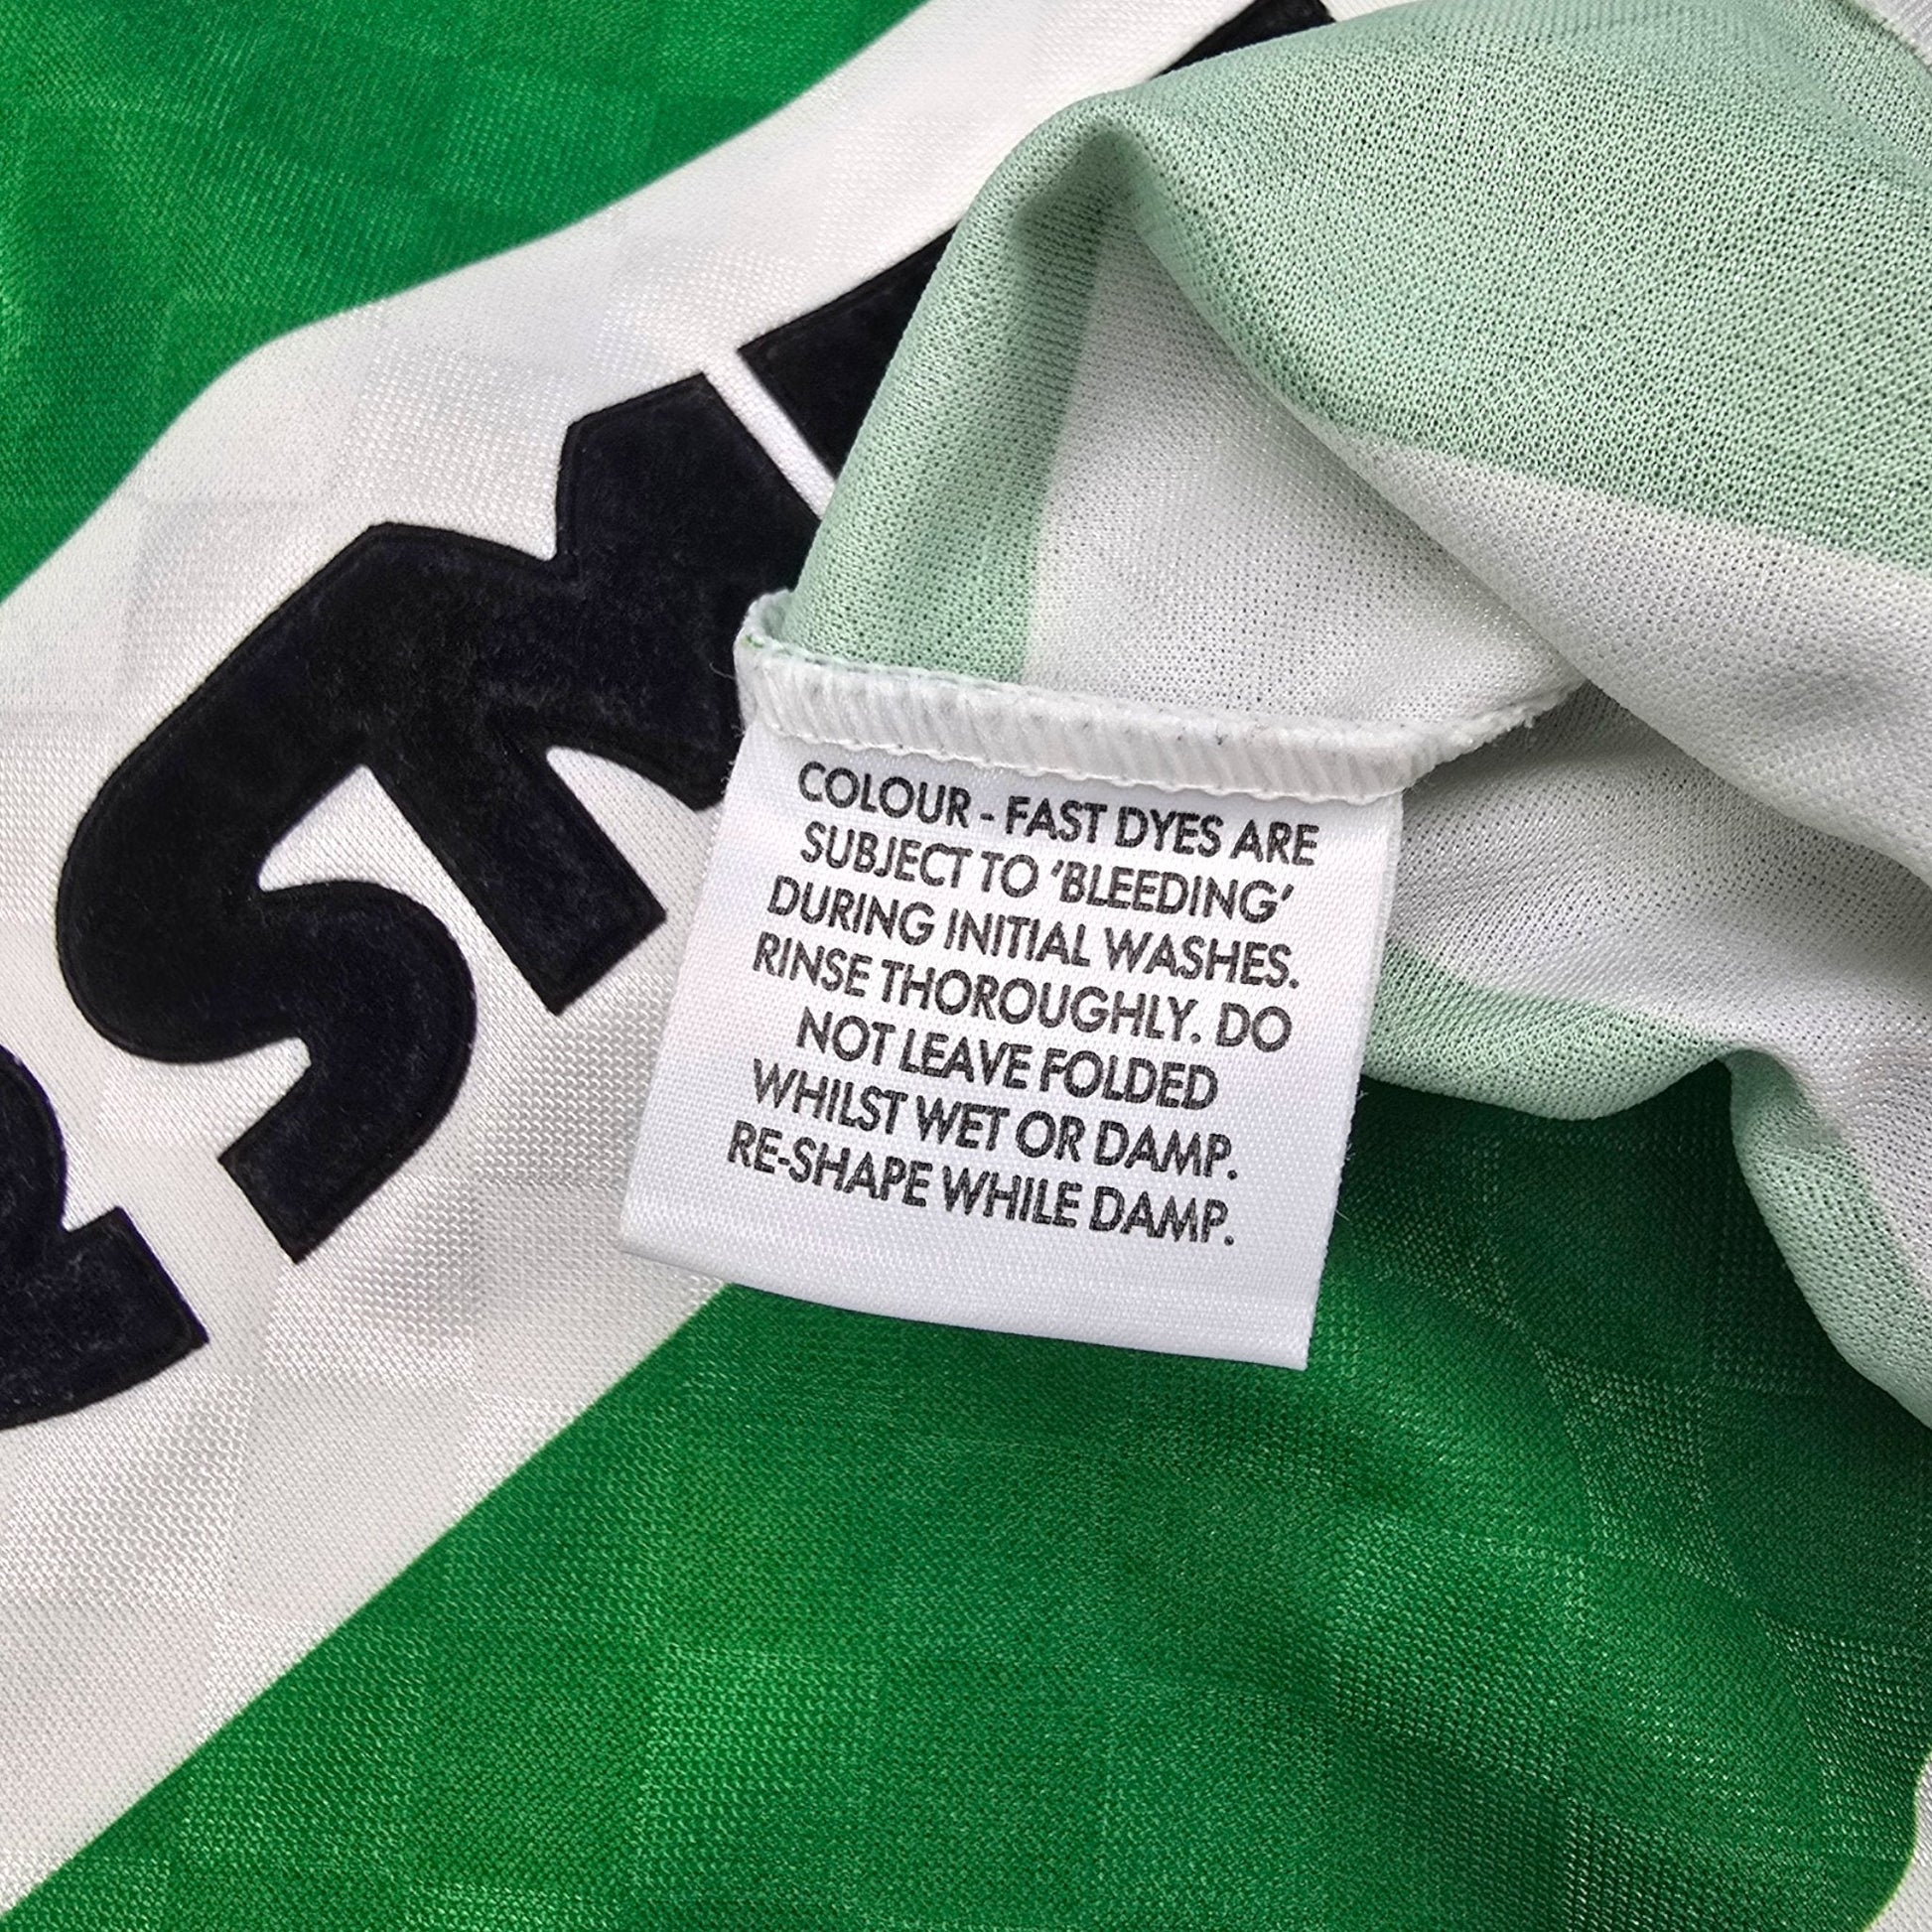 COLOUR - FAST DYES ARE
SUBJECT TO ‘BLEEDING’
DURING INITIAL WASHES.
RINSE THOROUGHLY. DO
NOT LEAVE FOLDED
WHILST WET OR DAMP.
RE-SHAPE WHILE DAMP.